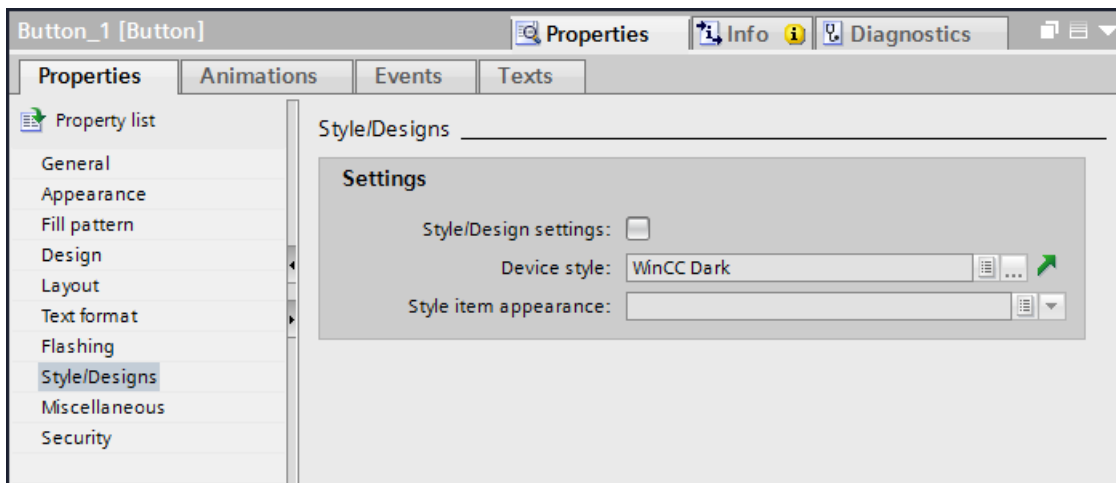 Button_1 [Button]
Properties
Info
Diagnostics
Properties
Animations
Events
Texts
Property list
General
Appearance
Fill pattern
Design
Layout
Text format
Flashing
Style/Designs
Miscellaneous
Security
Style/Designs
Settings
Style/Design settings:
Device style: WinCC Dark ...
Style item appearance: